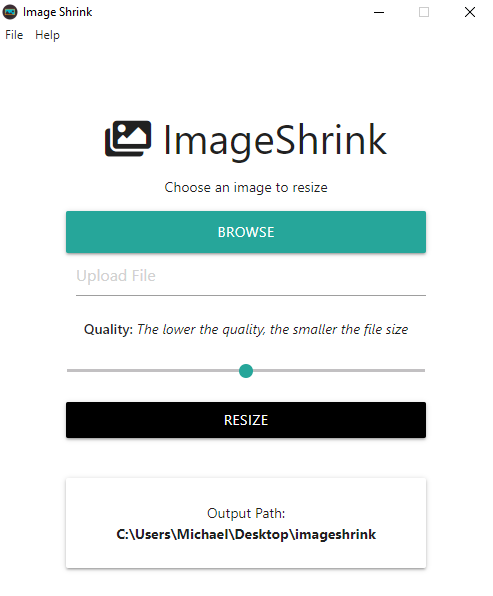 Image Shrink
File Help
ImageShrink
Choose an image to resize
BROWSE
Upload File
Quality: The lower the quality, the smaller the file size
RESIZE
Output Path:
C:\Users\Michael\Desktop\imageshrink